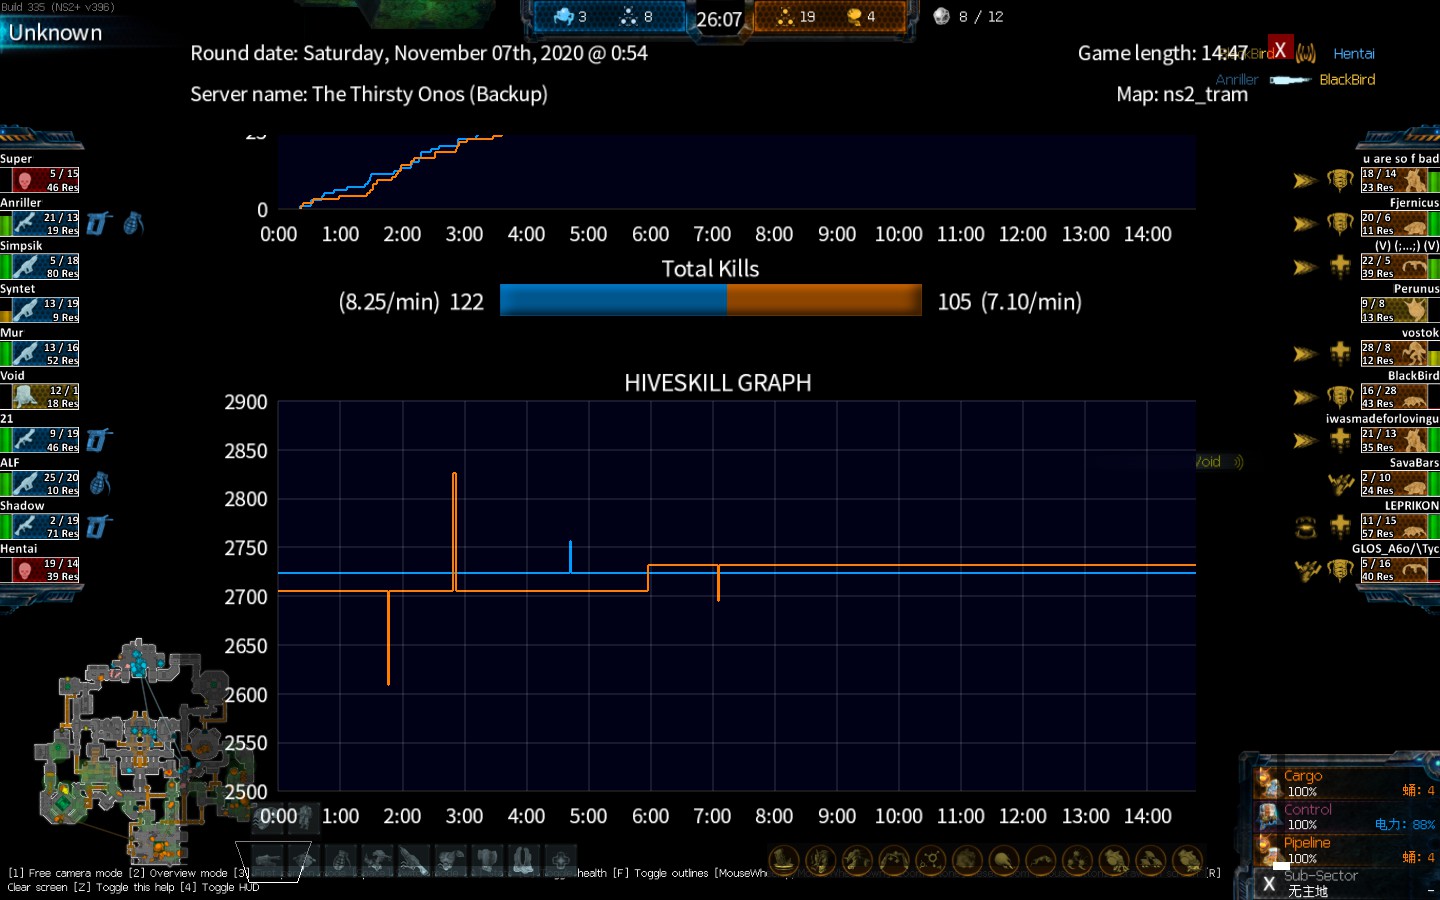 Build 335 (NS2+ v396)
Unknown
3
8
26:07
19
4
8 / 12
Round date: Saturday, November 07th, 2020 @ 0:54
Game length: 14:47
X
Hentai
Server name: The Thirsty Onos (Backup)
Map: ns2_tram
Anriller
BlackBird
0
0:00 1:00 2:00 3:00 4:00 5:00 6:00 7:00 8:00 9:00 10:00 11:00 12:00 13:00 14:00
Total Kills
(8.25/min) 122
105 (7.10/min)
HIVESKILL GRAPH
2900
2850
2800
2750
2700
2650
2600
2550
2500
0:00 1:00 2:00 3:00 4:00 5:00 6:00 7:00 8:00 9:00 10:00 11:00 12:00 13:00 14:00
Super
5 / 15
46 Res
Anriller
21 / 13
19 Res
Simpsik
5 / 18
80 Res
Syntet
13 / 19
9 Res
Mur
13 / 16
52 Res
Void
12 / 1
18 Res
21
9 / 19
46 Res
ALF
25 / 20
10 Res
Shadow
2 / 19
71 Res
Hentai
19 / 14
39 Res
u are so f bad
18 / 14
23 Res
Fjernicus
20 / 6
11 Res
(V) (;...;) (V)
22 / 5
39 Res
Perunus
9 / 8
13 Res
vostok
28 / 8
12 Res
BlackBird
16 / 28
43 Res
iwasmadeforlovingu
21 / 13
35 Res
Void
SavaBars
2 / 10
24 Res
LEPRIKON
11 / 15
57 Res
GLOS_A6o/\Tyc
5 / 16
40 Res
Cargo
100%
蛹: 4
Control
100%
电力: 88%
Pipeline
100%
蛹: 4
X
Sub-Sector
无主地
–
[1] Free camera mode [2] Overview mode [3]
health [F] Toggle outlines
[R]
Clear screen [Z] Toggle this help [4] Toggle HUD